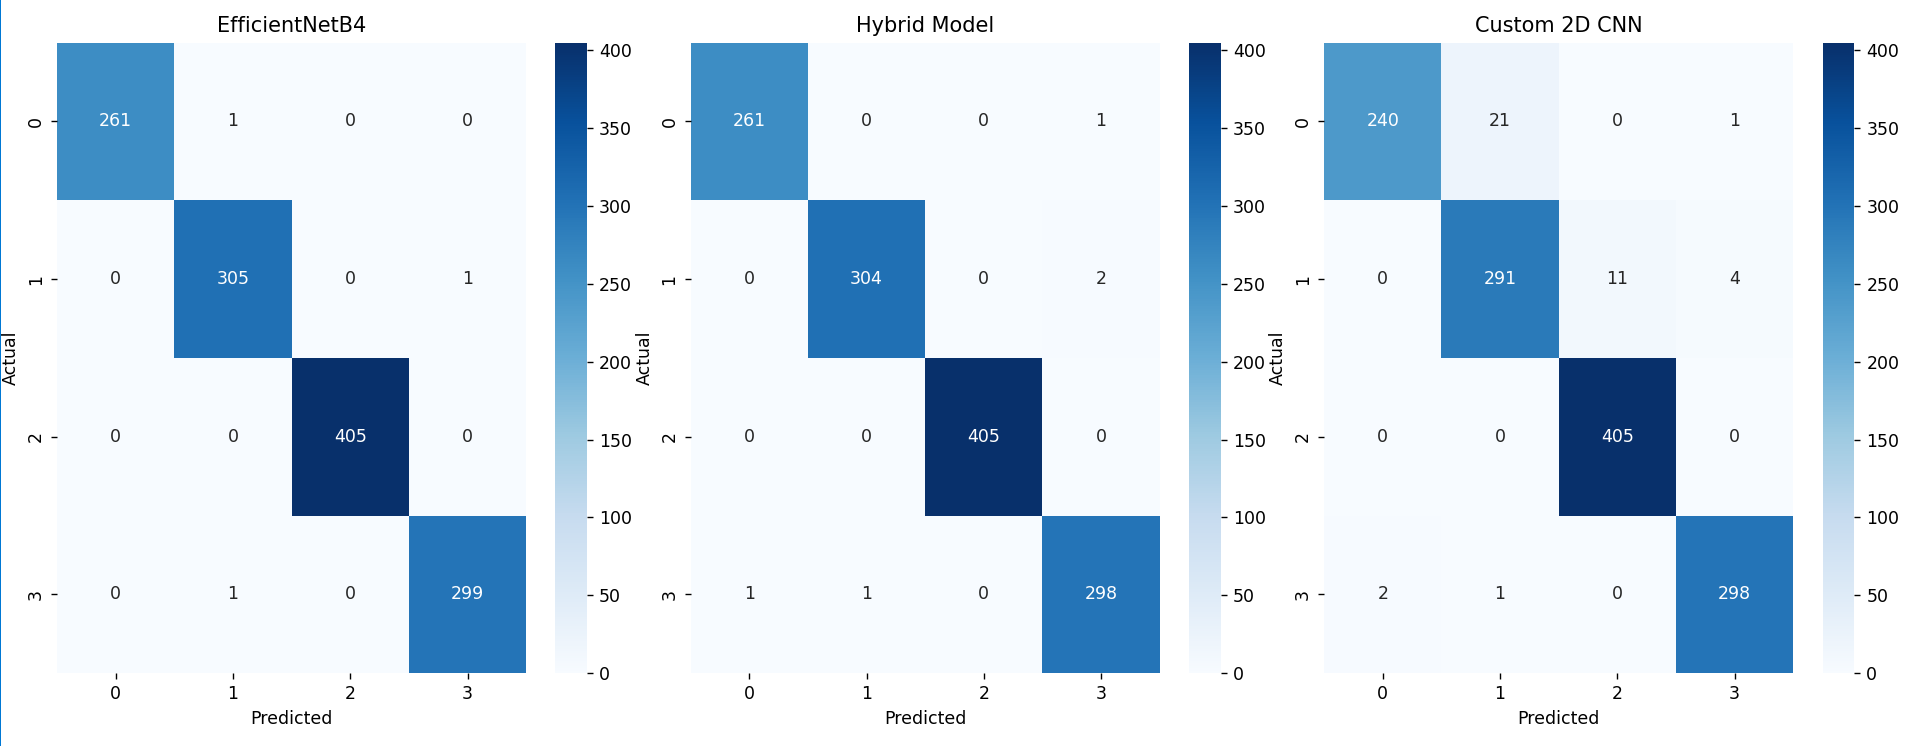 EfficientNetB4
0 261 1 0 0
1 0 305 0 1
2 0 0 405 0
3 0 1 0 299
0 1 2 3
Predicted
Actual
400
350
300
250
200
150
100
50
0
Hybrid Model
0 261 0 0 1
1 0 304 0 2
2 0 0 405 0
3 1 1 0 298
0 1 2 3
Predicted
Actual
400
350
300
250
200
150
100
50
0
Custom 2D CNN
0 240 21 0 1
1 0 291 11 4
2 0 0 405 0
3 2 1 0 298
0 1 2 3
Predicted
Actual
400
350
300
250
200
150
100
50
0